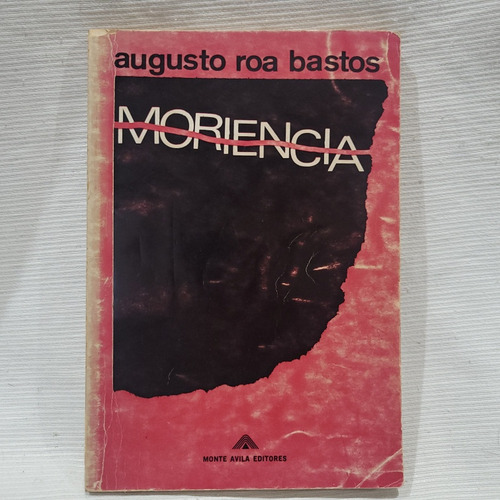 augusto roa bastos
MORIENCIA
MONTE AVILA EDITORES